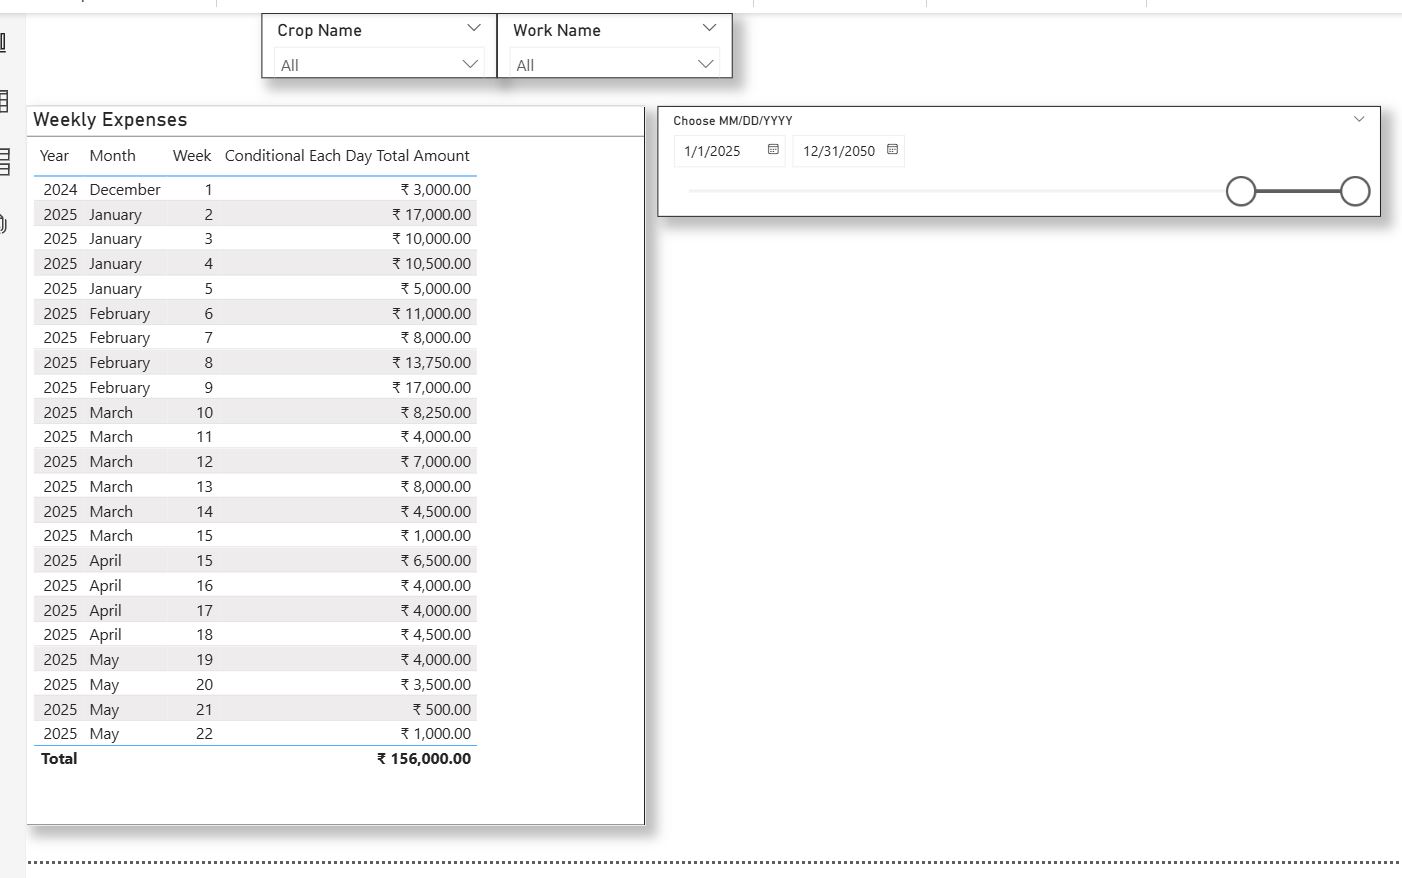 Crop Name
All
Work Name
All
Weekly Expenses
Year Month Week Conditional Each Day Total Amount
2024 December 1 ₹ 3,000.00
2025 January 2 ₹ 17,000.00
2025 January 3 ₹ 10,000.00
2025 January 4 ₹ 10,500.00
2025 January 5 ₹ 5,000.00
2025 February 6 ₹ 11,000.00
2025 February 7 ₹ 8,000.00
2025 February 8 ₹ 13,750.00
2025 February 9 ₹ 17,000.00
2025 March 10 ₹ 8,250.00
2025 March 11 ₹ 4,000.00
2025 March 12 ₹ 7,000.00
2025 March 13 ₹ 8,000.00
2025 March 14 ₹ 4,500.00
2025 March 15 ₹ 1,000.00
2025 April 15 ₹ 6,500.00
2025 April 16 ₹ 4,000.00
2025 April 17 ₹ 4,000.00
2025 April 18 ₹ 4,500.00
2025 May 19 ₹ 4,000.00
2025 May 20 ₹ 3,500.00
2025 May 21 ₹ 500.00
2025 May 22 ₹ 1,000.00
Total ₹ 156,000.00
Choose MM/DD/YYYY
1/1/2025 12/31/2050